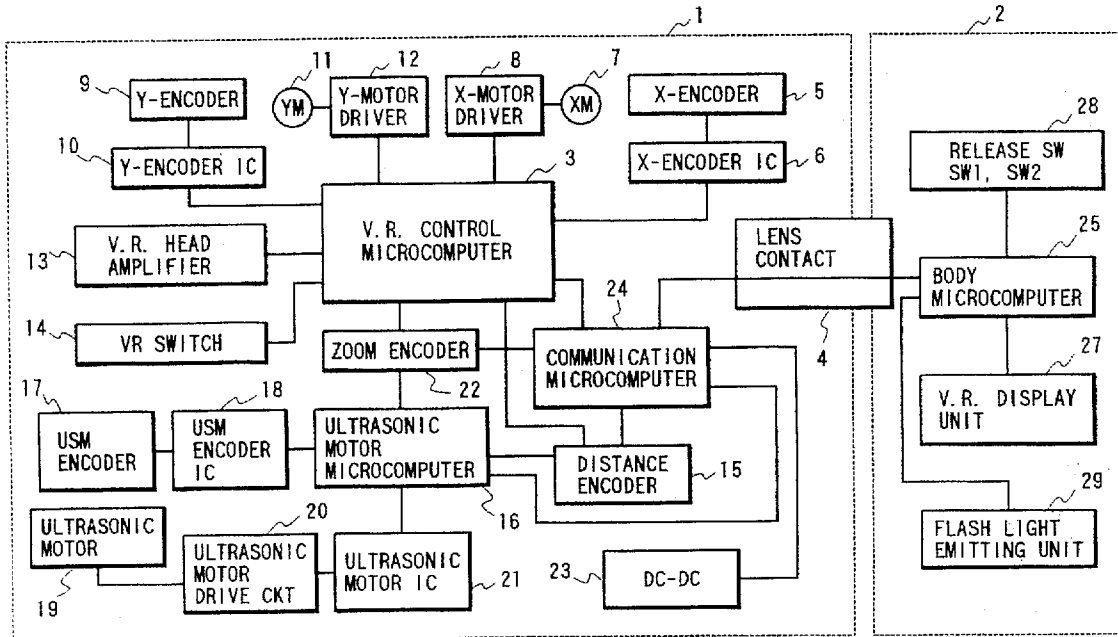 1
2
9
Y-ENCODER
11
YM
12
Y-MOTOR
DRIVER
8
X-MOTOR
DRIVER
7
XM
X-ENCODER
5
10
Y-ENCODER IC
3
X-ENCODER IC
6
28
RELEASE SW
SW1, SW2
V.R. CONTROL
MICROCOMPUTER
13
V.R. HEAD
AMPLIFIER
LENS
CONTACT
4
25
BODY
MICROCOMPUTER
14
VR SWITCH
ZOOM ENCODER
22
24
COMMUNICATION
MICROCOMPUTER
27
V.R. DISPLAY
UNIT
17
USM
ENCODER
18
USM
ENCODER
IC
ULTRASONIC
MOTOR
MICROCOMPUTER
16
DISTANCE
ENCODER
15
29
FLASH LIGHT
EMITTING UNIT
ULTRASONIC
MOTOR
19
20
ULTRASONIC
MOTOR
DRIVE CKT
ULTRASONIC
MOTOR IC
21
23
DC-DC